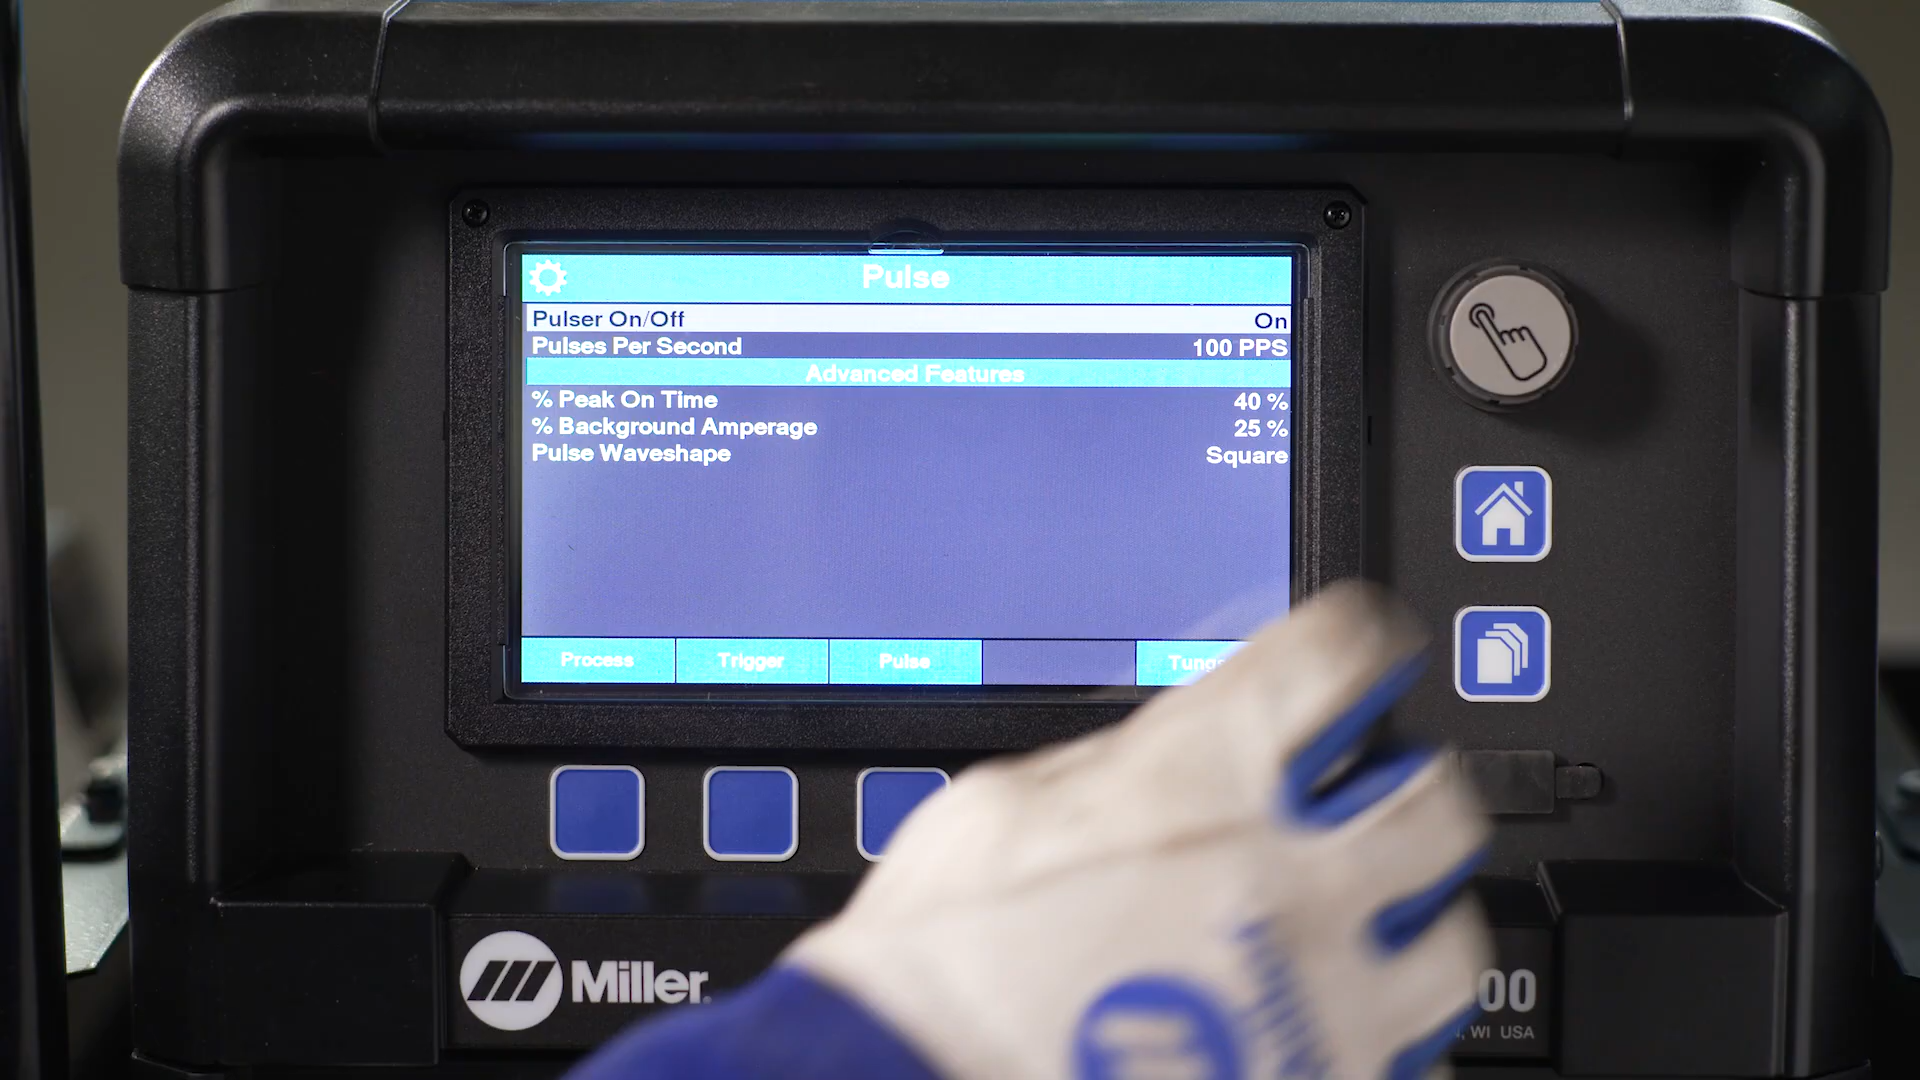 Pulse
Pulser On/Off On
Pulses Per Second 100 PPS
Advanced Features
% Peak On Time 40 %
% Background Amperage 25 %
Pulse Waveshape Square
Process Trigger Pulse
Miller
00
WI USA